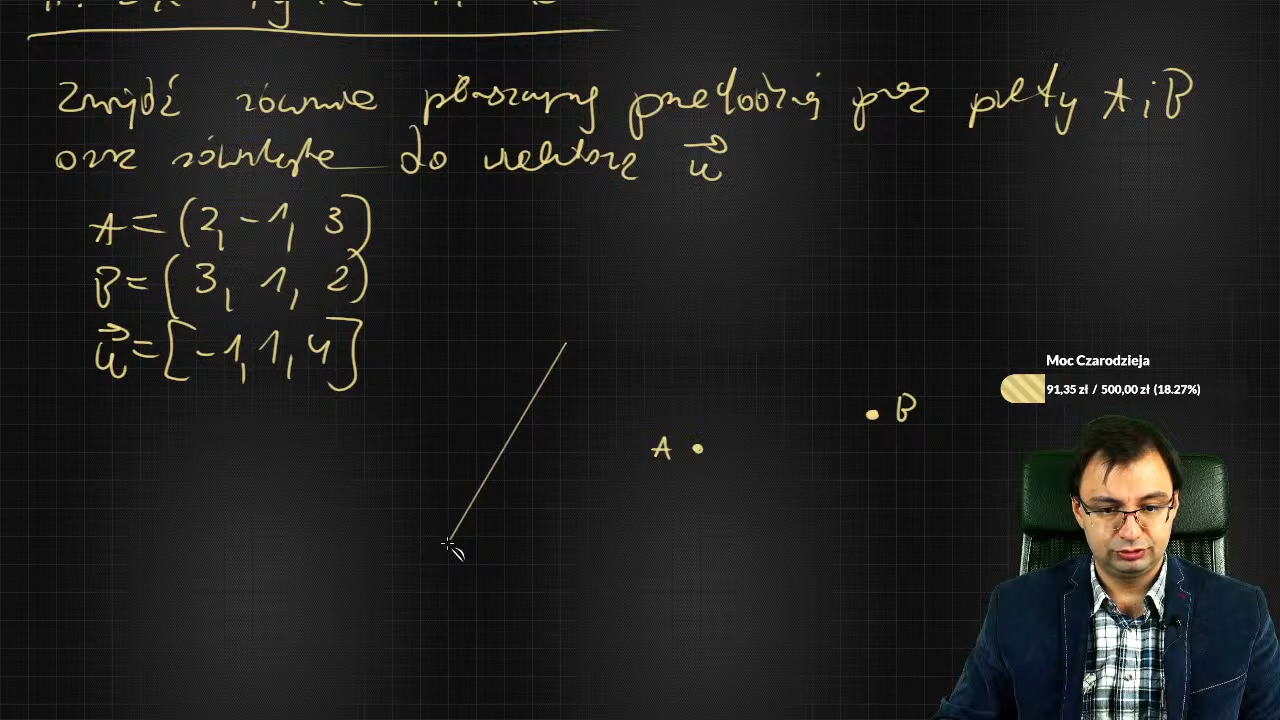 Znajdź równanie płaszczyzny przechodzącej przez punkty A i B
oraz równoległe do wektora u
A = (2, -1, 3)
B = (3, 1, 2)
u = [-1, 1, 4]
Moc Czarodzieja
91,35 zł / 500,00 zł (18.27%)
B
A